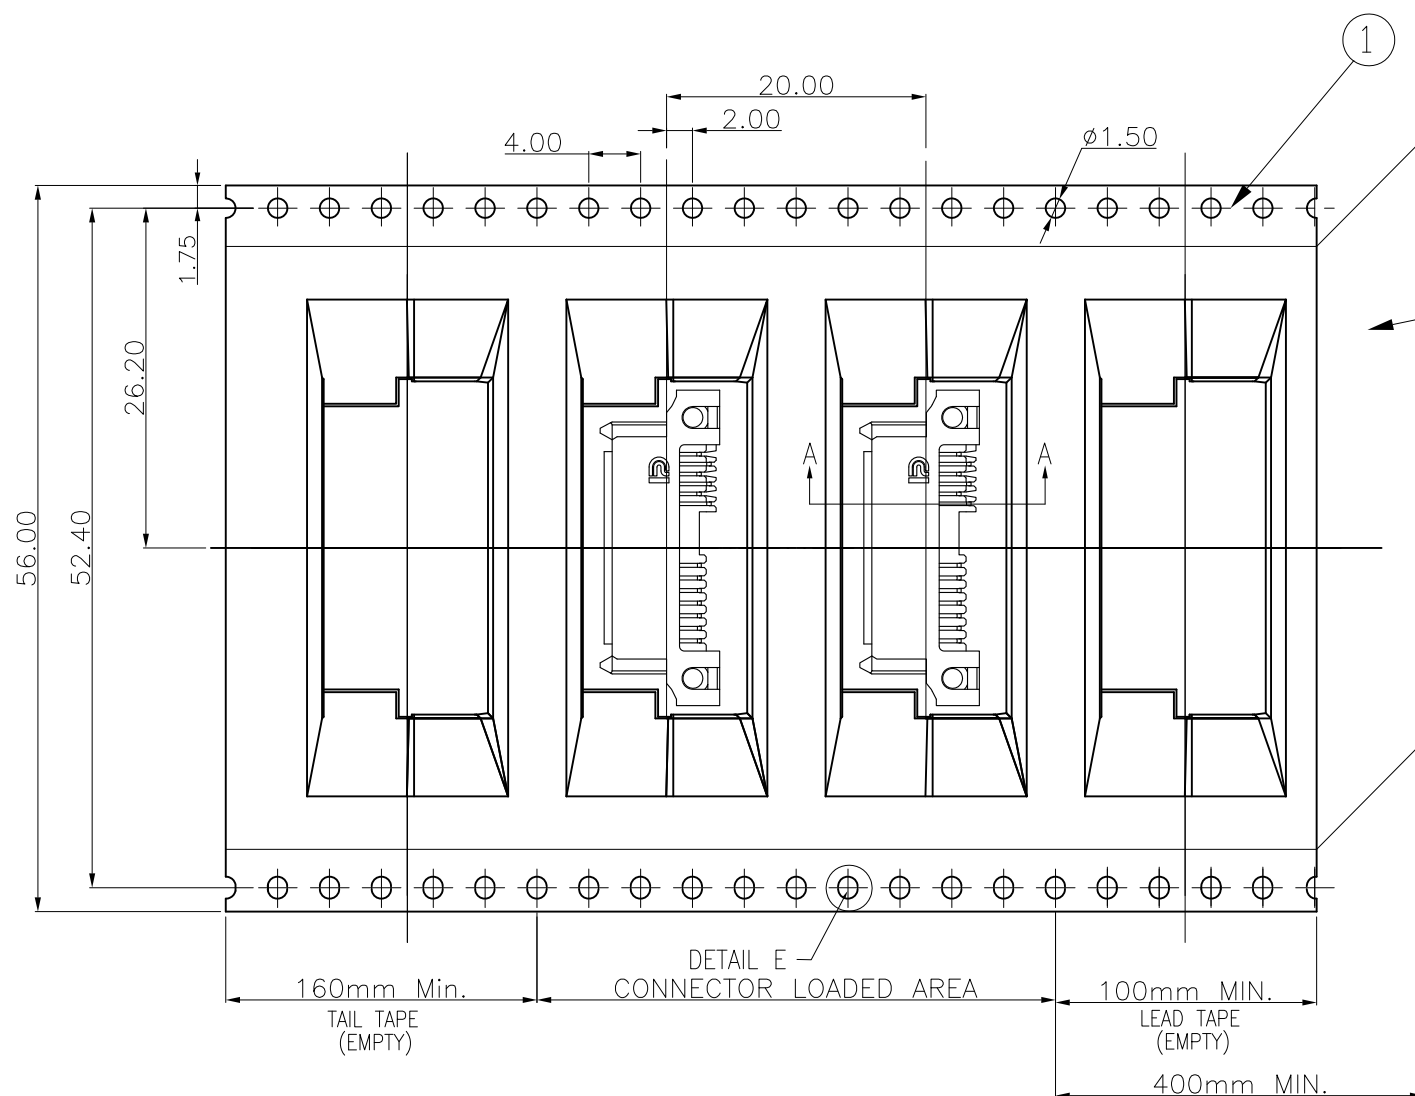 1
20.00
2.00
4.00
ø1.50
1.75
26.20
52.40
56.00
A
A
DETAIL E
160mm Min.
CONNECTOR LOADED AREA
100mm MIN.
TAIL TAPE
(EMPTY)
LEAD TAPE
(EMPTY)
400mm MIN.